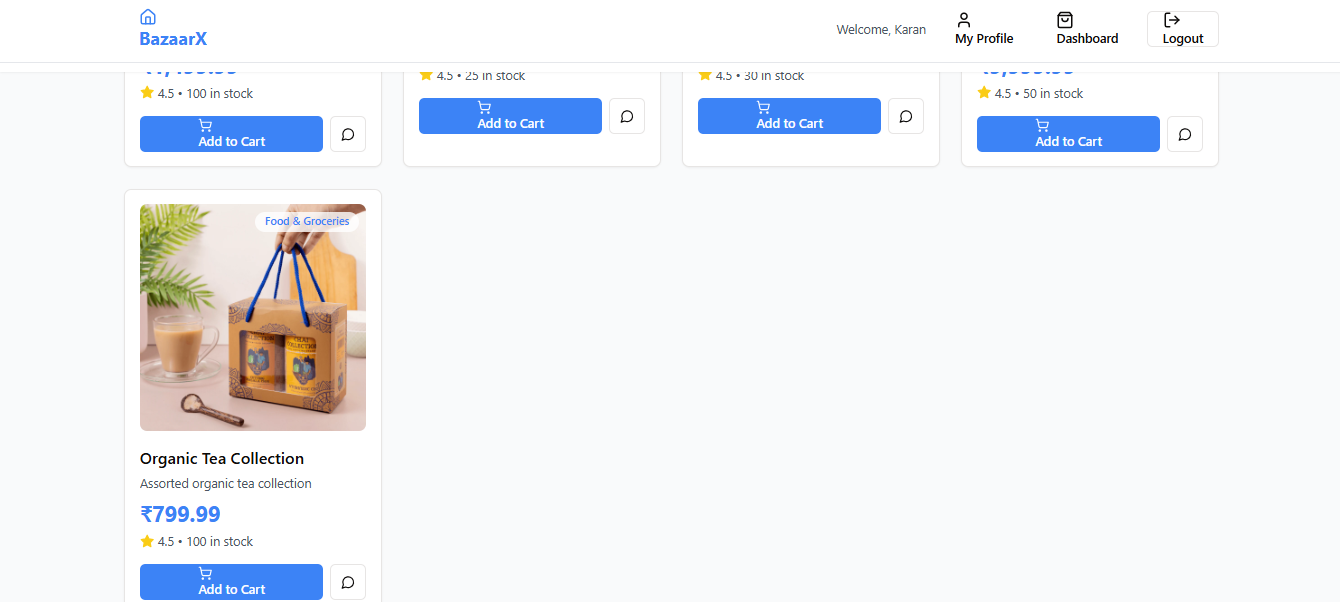 BazaarX
Welcome, Karan
My Profile
Dashboard
Logout
4.5 • 100 in stock
Add to Cart
4.5 • 25 in stock
Add to Cart
4.5 • 30 in stock
Add to Cart
4.5 • 50 in stock
Add to Cart
Food & Groceries
Organic Tea Collection
Assorted organic tea collection
₹799.99
4.5 • 100 in stock
Add to Cart